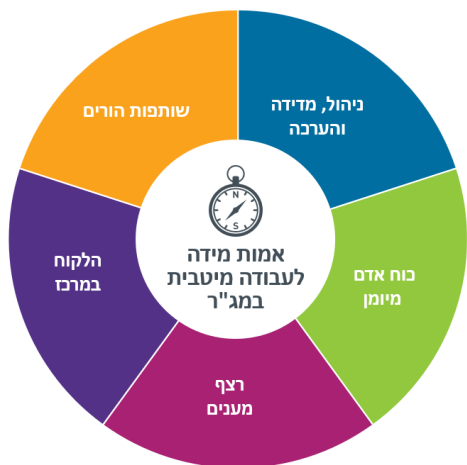 אמות מידה
לעבודה מיטבית
במג"ר
ניהול, מדידה
והערכה
כוח אדם
מיומן
רצף
מענים
הלקוח
במרכז
שותפות הורים
N
S